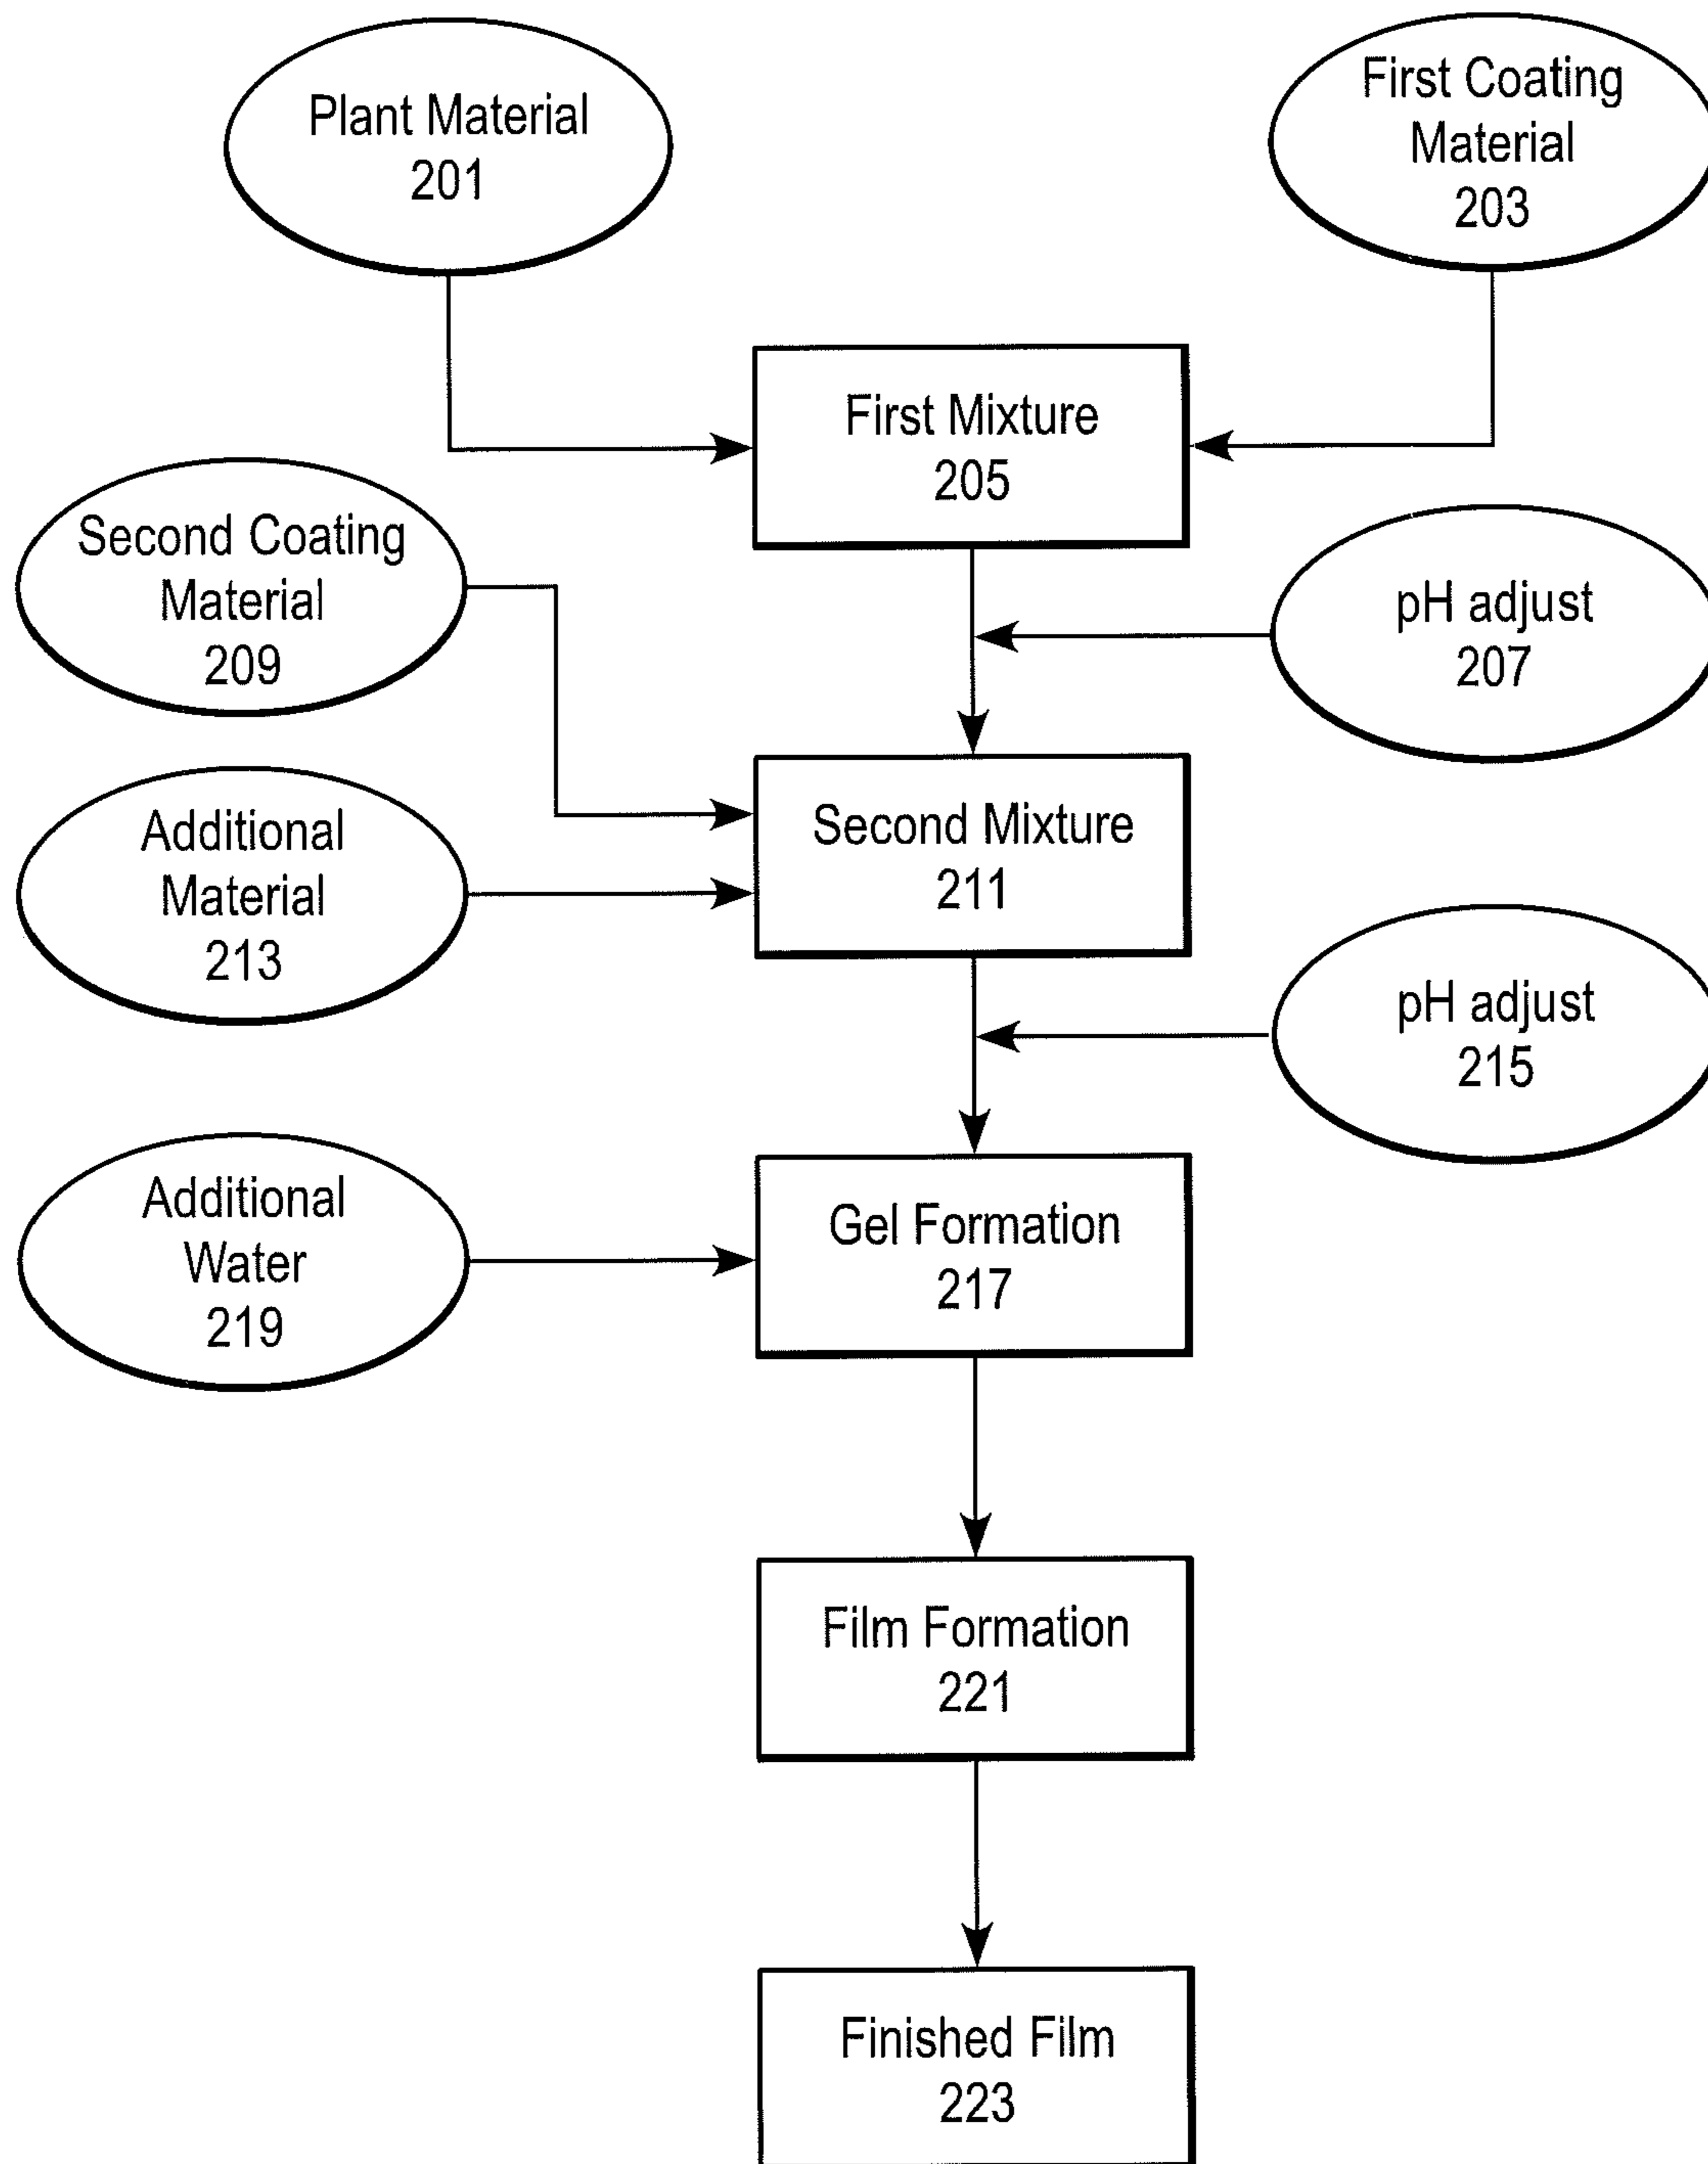 Plant Material
201
First Coating
Material
203
First Mixture
205
Second Coating
Material
209
pH adjust
207
Second Mixture
211
Additional
Material
213
pH adjust
215
Additional
Water
219
Gel Formation
217
Film Formation
221
Finished Film
223